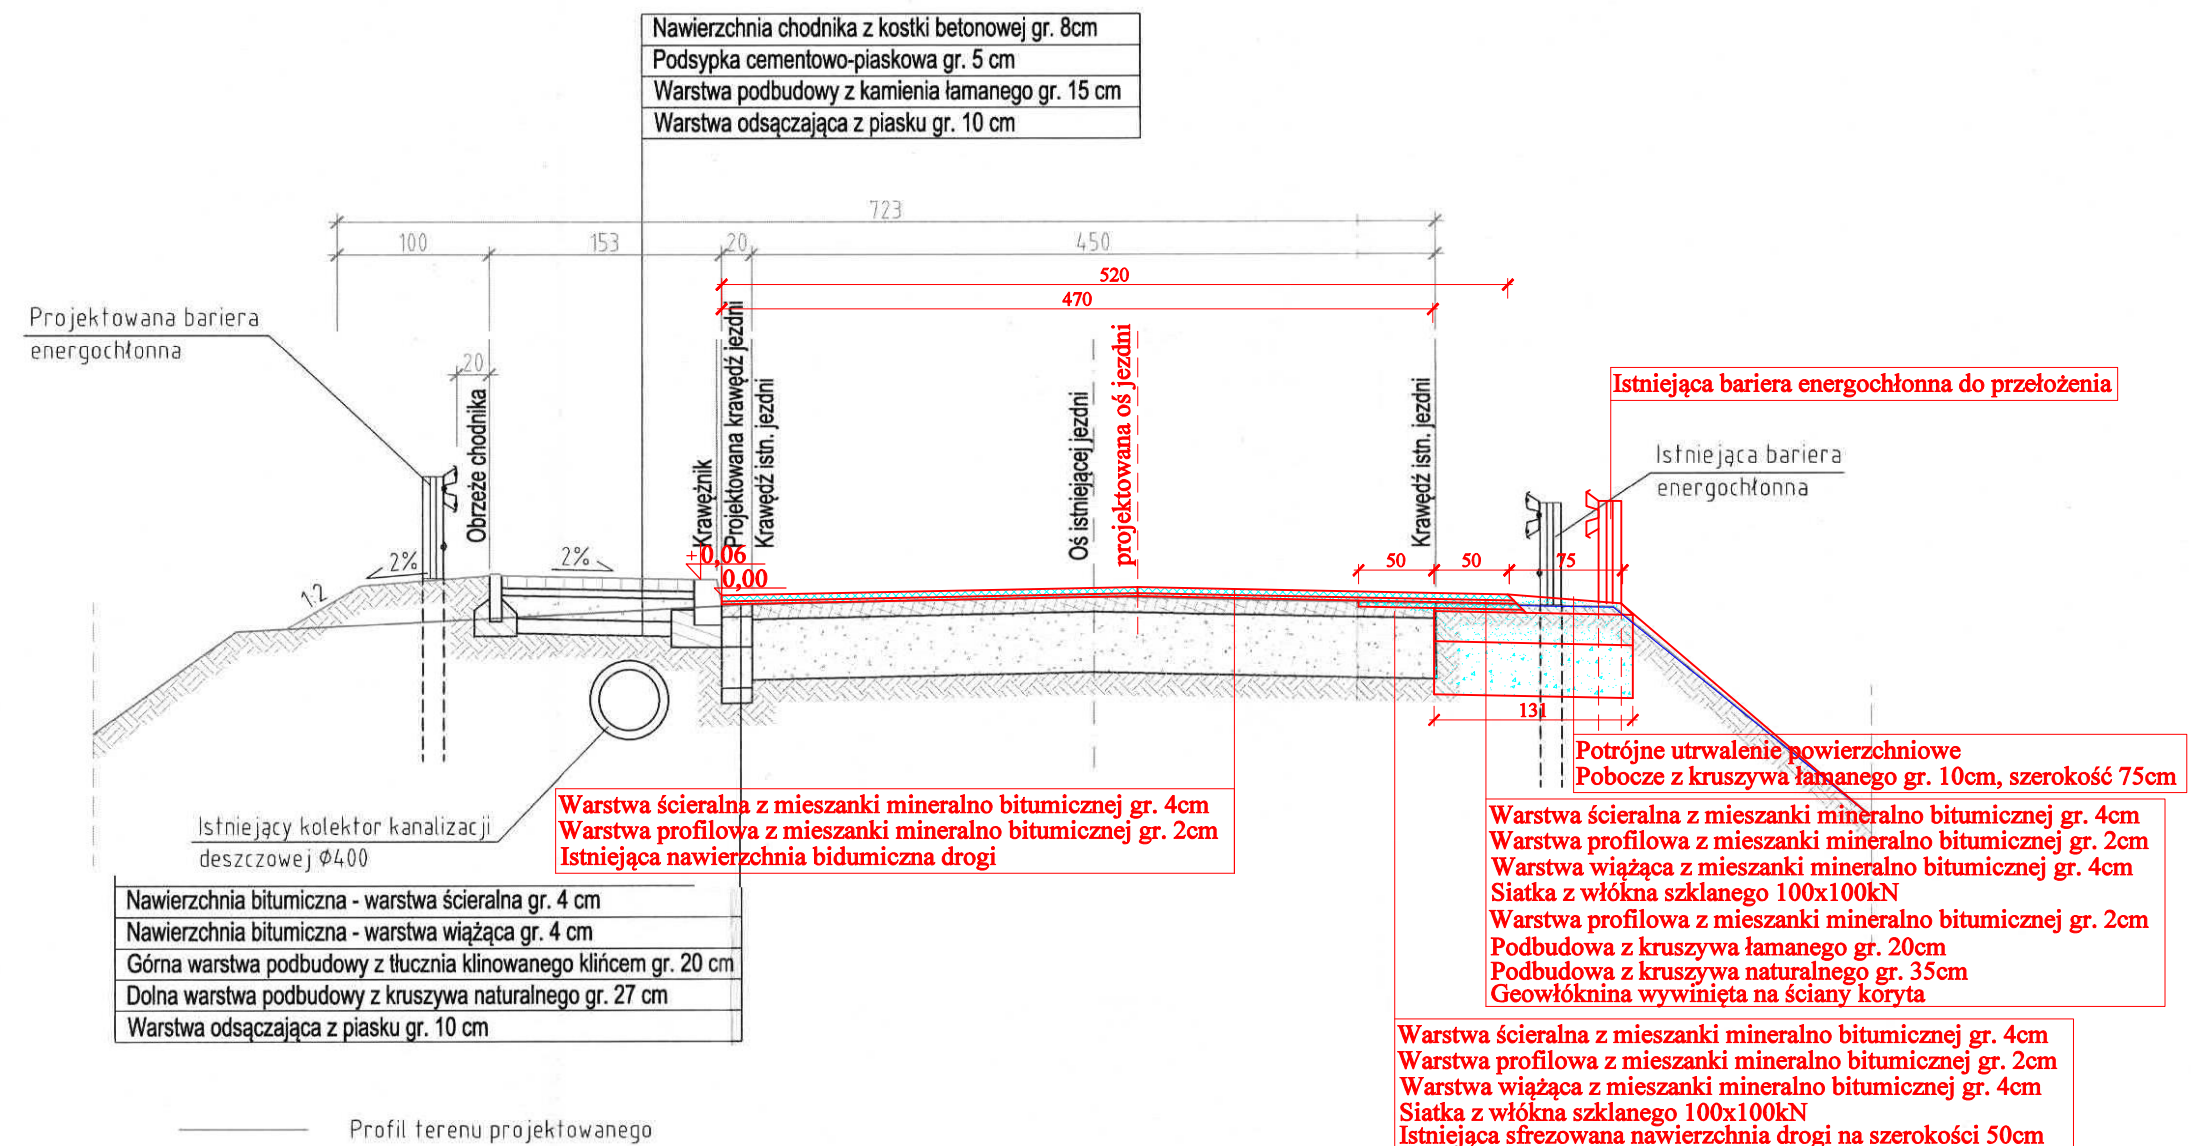 Nawierzchnia chodnika z kostki betonowej gr. 8cm
Podsypka cementowo-piaskowa gr. 5 cm
Warstwa podbudowy z kamienia łamanego gr. 15 cm
Warstwa odsączająca z piasku gr. 10 cm
723
100
153
20
450
520
470
Projektowana bariera
energochłonna
20
Obrzeże chodnika
Krawężnik
Projektowana krawędź jezdni
Krawędź istn. jezdni
Oś istniejącej jezdni
projektowana oś jezdni
Krawędź istn. jezdni
Istniejąca bariera energochłonna do przełożenia
Istniejąca bariera
energochłonna
+0,06
0,00
2%
2%
1:2
50
50
75
131
Potrójne utrwalenie powierzchniowe
Pobocze z kruszywa łamanego gr. 10cm, szerokość 75cm
Warstwa ścieralna z mieszanki mineralno bitumicznej gr. 4cm
Warstwa profilowa z mieszanki mineralno bitumicznej gr. 2cm
Istniejąca nawierzchnia bidumiczna drogi
Istniejący kolektor kanalizacji
deszczowej Ø400
Warstwa ścieralna z mieszanki mineralno bitumicznej gr. 4cm
Warstwa profilowa z mieszanki mineralno bitumicznej gr. 2cm
Warstwa wiążąca z mieszanki mineralno bitumicznej gr. 4cm
Siatka z włókna szklanego 100x100kN
Warstwa profilowa z mieszanki mineralno bitumicznej gr. 2cm
Podbudowa z kruszywa łamanego gr. 20cm
Podbudowa z kruszywa naturalnego gr. 35cm
Geowłóknina wywinięta na ściany koryta
Nawierzchnia bitumiczna - warstwa ścieralna gr. 4 cm
Nawierzchnia bitumiczna - warstwa wiążąca gr. 4 cm
Górna warstwa podbudowy z tłucznia klinowanego klińcem gr. 20 cm
Dolna warstwa podbudowy z kruszywa naturalnego gr. 27 cm
Warstwa odsączająca z piasku gr. 10 cm
Warstwa ścieralna z mieszanki mineralno bitumicznej gr. 4cm
Warstwa profilowa z mieszanki mineralno bitumicznej gr. 2cm
Warstwa wiążąca z mieszanki mineralno bitumicznej gr. 4cm
Siatka z włókna szklanego 100x100kN
Istniejąca sfrezowana nawierzchnia drogi na szerokości 50cm
Profil terenu projektowanego